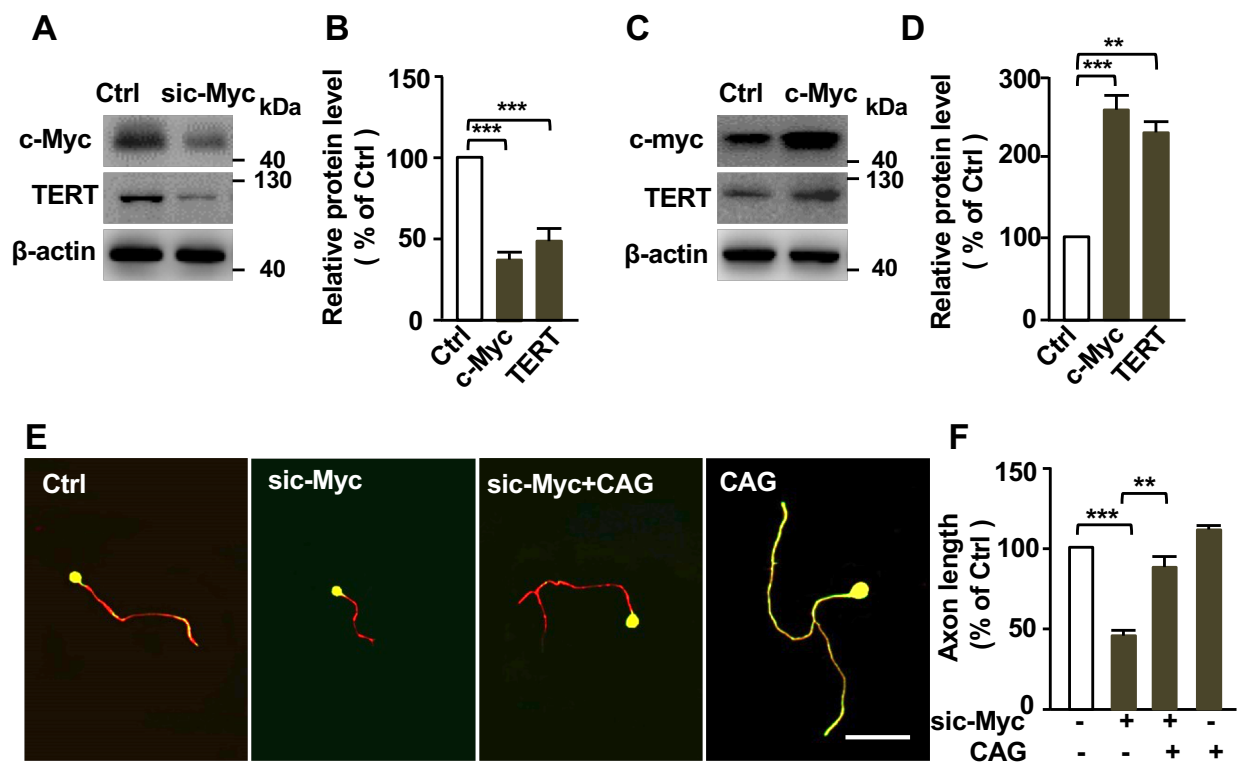 A
Ctrl sic-Myc kDa
c-Myc
40
130
TERT
β-actin
40
B
Relative protein level
( % of Ctrl )
150
100
50
0
***
***
Ctrl
c-Myc
TERT
C
Ctrl c-Myc kDa
c-myc
40
130
TERT
β-actin
40
D
Relative protein level
( % of Ctrl )
300
200
100
0
**
***
Ctrl
c-Myc
TERT
E
Ctrl
sic-Myc
sic-Myc+CAG
CAG
F
Axon length
(% of Ctrl )
150
100
50
0
**
***
sic-Myc - + + -
CAG - - + +